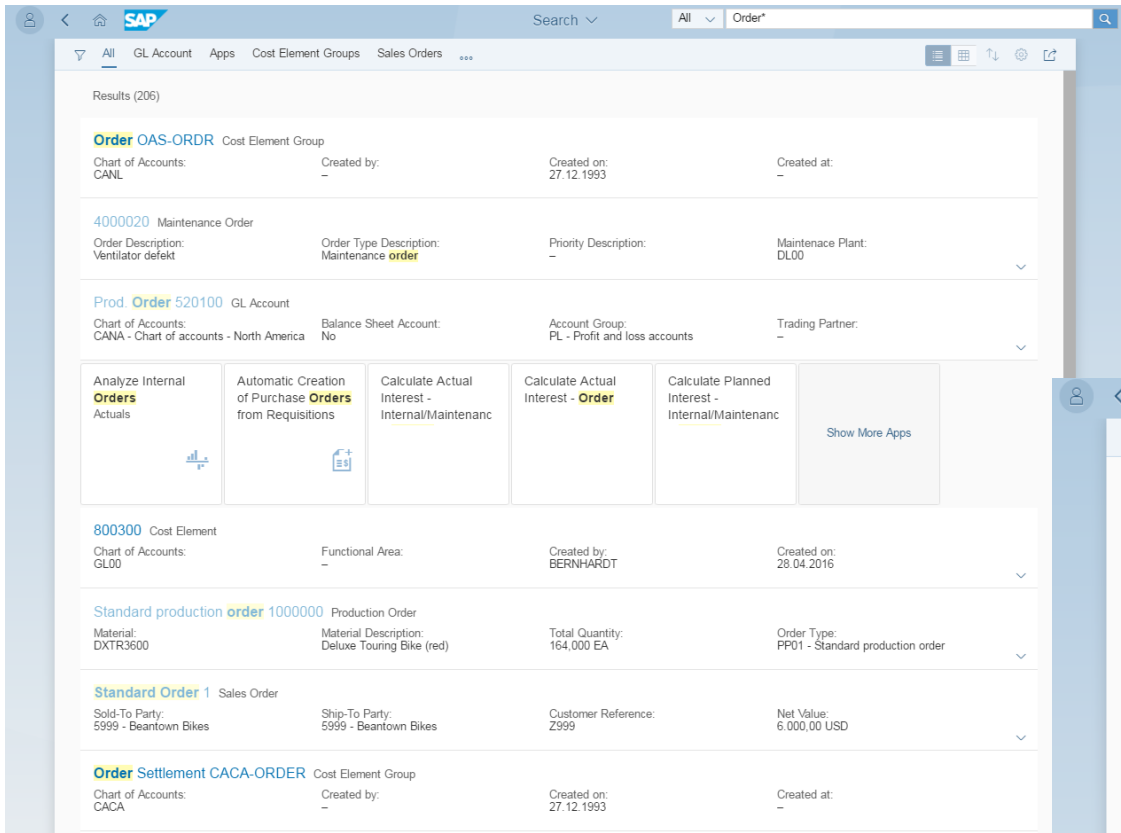 SAP Search All Order*
All GL Account Apps Cost Element Groups Sales Orders
Results (206)
Order OAS-ORDR Cost Element Group
Chart of Accounts: Created by: Created on: Created at:
CANL – 27.12.1993 –
4000020 Maintenance Order
Order Description: Order Type Description: Priority Description: Maintenace Plant:
Ventilator defekt Maintenance order – DL00
Prod. Order 520100 GL Account
Chart of Accounts: Balance Sheet Account: Account Group: Trading Partner:
CANA - Chart of accounts - North America No PL - Profit and loss accounts –
Analyze Internal
Orders
Actuals
Automatic Creation
of Purchase Orders
from Requisitions
Calculate Actual
Interest -
Internal/Maintenanc
Calculate Actual
Interest - Order
Calculate Planned
Interest -
Internal/Maintenanc
Show More Apps
800300 Cost Element
Chart of Accounts: Functional Area: Created by: Created on:
GL00 – BERNHARDT 28.04.2016
Standard production order 1000000 Production Order
Material: Material Description: Total Quantity: Order Type:
DXTR3600 Deluxe Touring Bike (red) 164,000 EA PP01 - Standard production order
Standard Order 1 Sales Order
Sold-To Party: Ship-To Party: Customer Reference: Net Value:
5999 - Beantown Bikes 5999 - Beantown Bikes Z999 6.000,00 USD
Order Settlement CACA-ORDER Cost Element Group
Chart of Accounts: Created by: Created on: Created at:
CACA – 27.12.1993 –